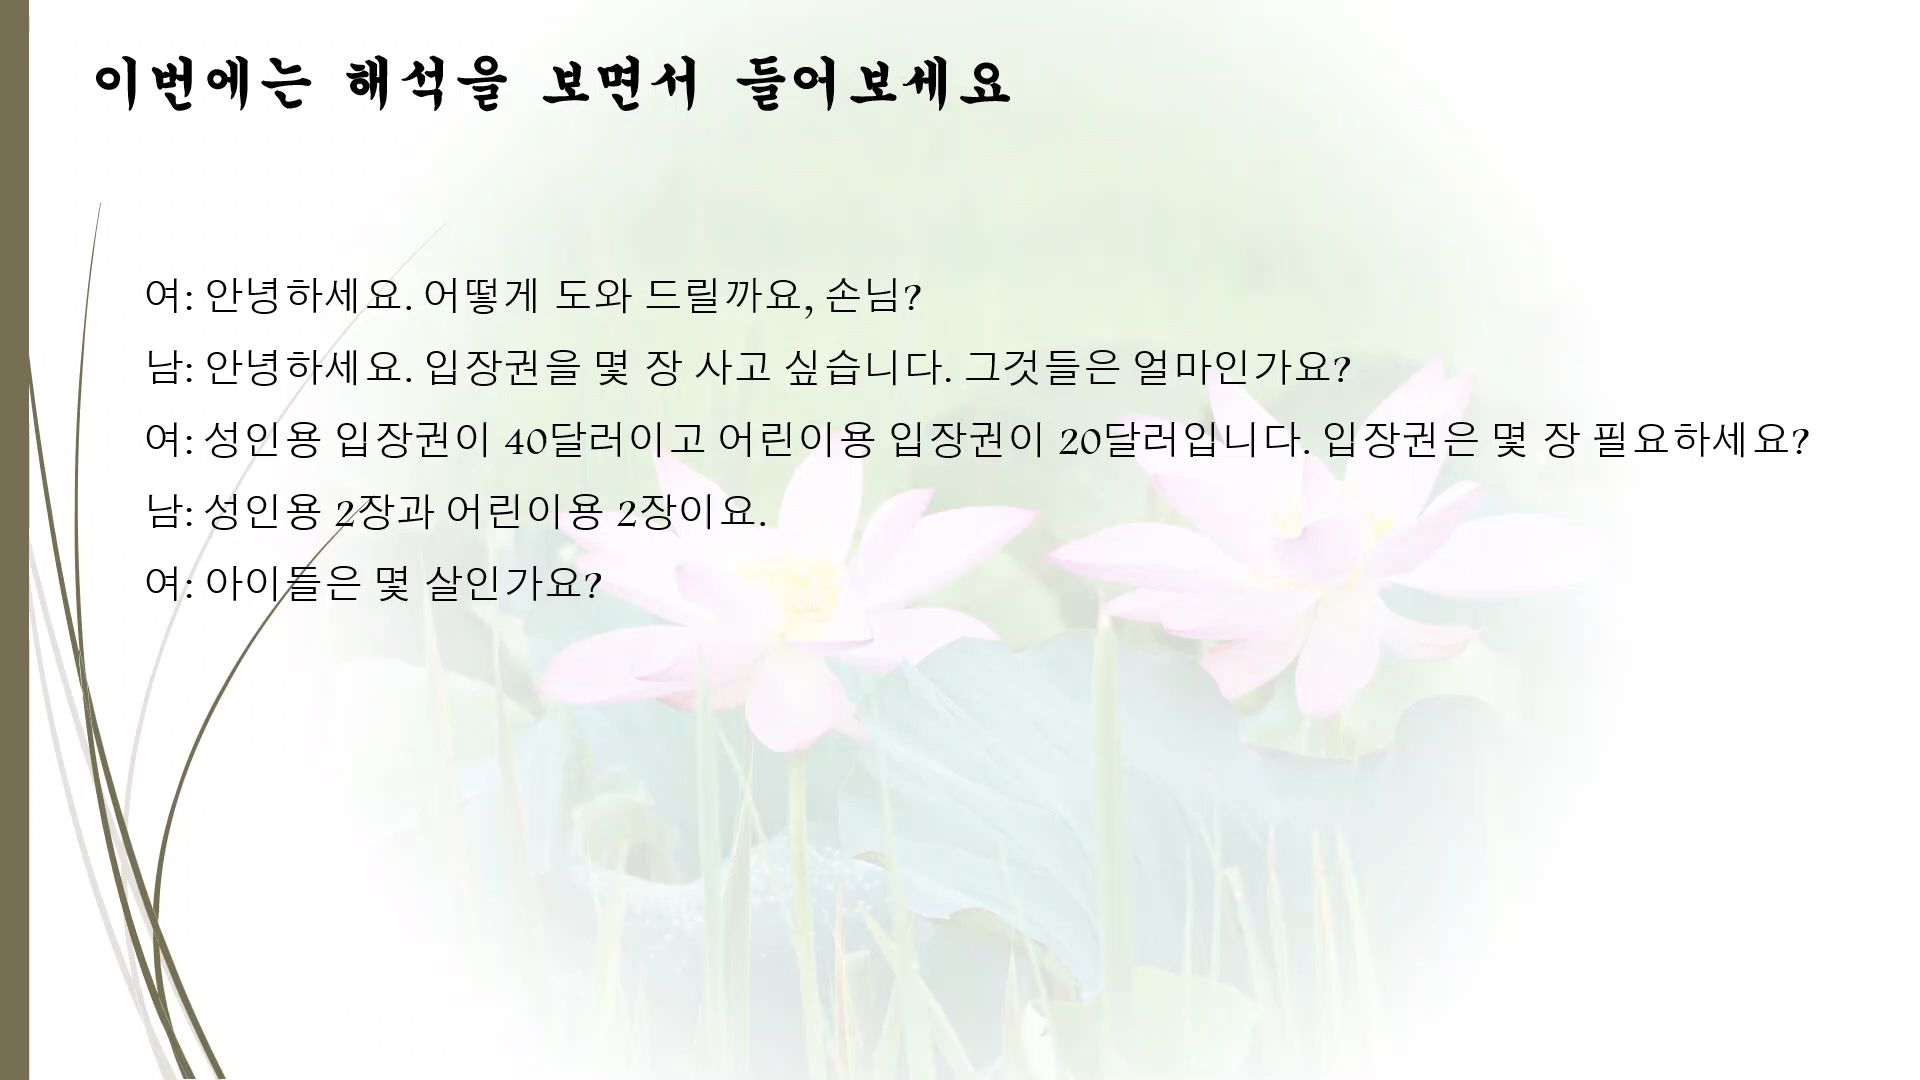 이번에는 해석을 보면서 들어보세요
여: 안녕하세요. 어떻게 도와 드릴까요, 손님?
남: 안녕하세요. 입장권을 몇 장 사고 싶습니다. 그것들은 얼마인가요?
여: 성인용 입장권이 40달러이고 어린이용 입장권이 20달러입니다. 입장권은 몇 장 필요하세요?
남: 성인용 2장과 어린이용 2장이요.
여: 아이들은 몇 살인가요?